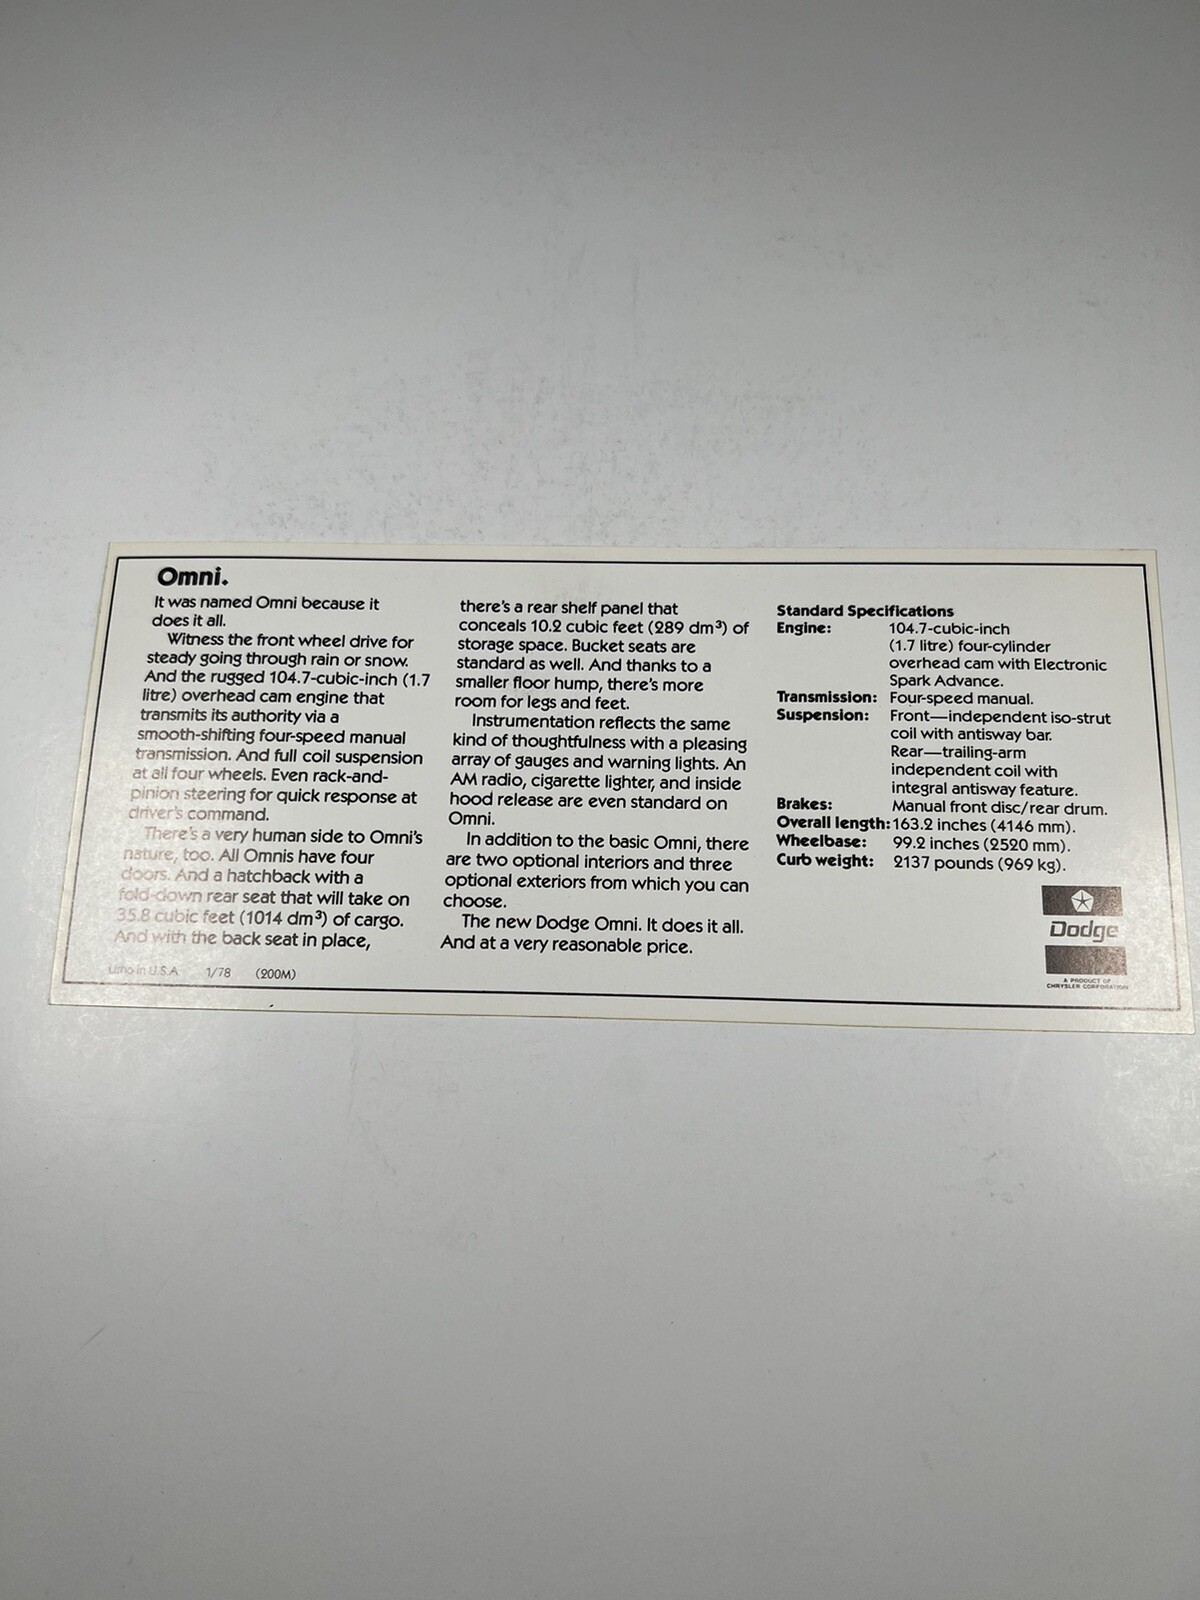 Omni.
It was named Omni because it
does it all.
Witness the front wheel drive for
steady going through rain or snow.
And the rugged 104.7-cubic-inch (1.7
litre) overhead cam engine that
transmits its authority via a
smooth-shifting four-speed manual
transmission. And full coil suspension
at all four wheels. Even rack-and-
pinion steering for quick response at
driver's command.
There's a very human side to Omni's
nature, too. All Omnis have four
doors. And a hatchback with a
fold-down rear seat that will take on
35.8 cubic feet (1014 dm³) of cargo.
And with the back seat in place,
there's a rear shelf panel that
conceals 10.2 cubic feet (289 dm³) of
storage space. Bucket seats are
standard as well. And thanks to a
smaller floor hump, there's more
room for legs and feet.
Instrumentation reflects the same
kind of thoughtfulness with a pleasing
array of gauges and warning lights. An
AM radio, cigarette lighter, and inside
hood release are even standard on
Omni.
In addition to the basic Omni, there
are two optional interiors and three
optional exteriors from which you can
choose.
The new Dodge Omni. It does it all.
And at a very reasonable price.
Standard Specifications
Engine: 104.7-cubic-inch
(1.7 litre) four-cylinder
overhead cam with Electronic
Spark Advance.
Transmission: Four-speed manual.
Suspension: Front—independent iso-strut
coil with antisway bar.
Rear—trailing-arm
independent coil with
integral antisway feature.
Brakes: Manual front disc/rear drum.
Overall length: 163.2 inches (4146 mm).
Wheelbase: 99.2 inches (2520 mm).
Curb weight: 2137 pounds (969 kg).
Litho in U.S.A. 1/78 (200M)
Dodge
A PRODUCT OF
CHRYSLER CORPORATION